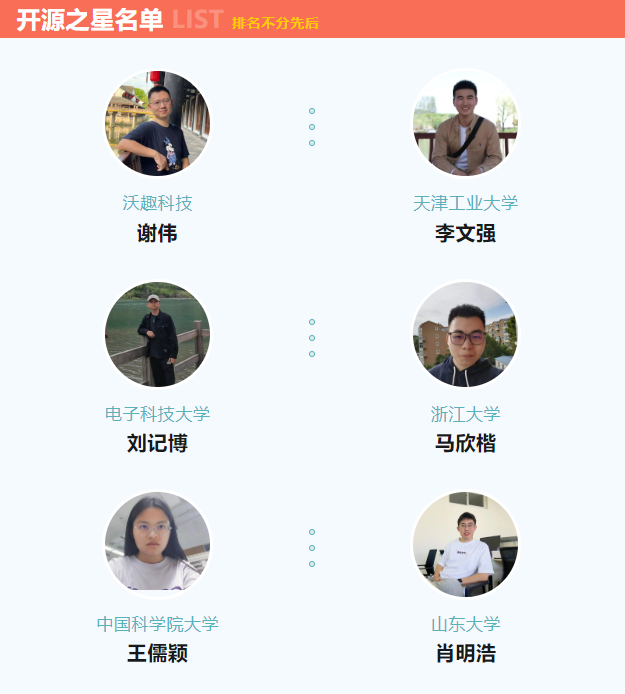 开源之星名单 LIST 排名不分先后
沃趣科技
谢伟
天津工业大学
李文强
电子科技大学
刘记博
浙江大学
马欣楷
中国科学院大学
王儒颖
山东大学
肖明浩